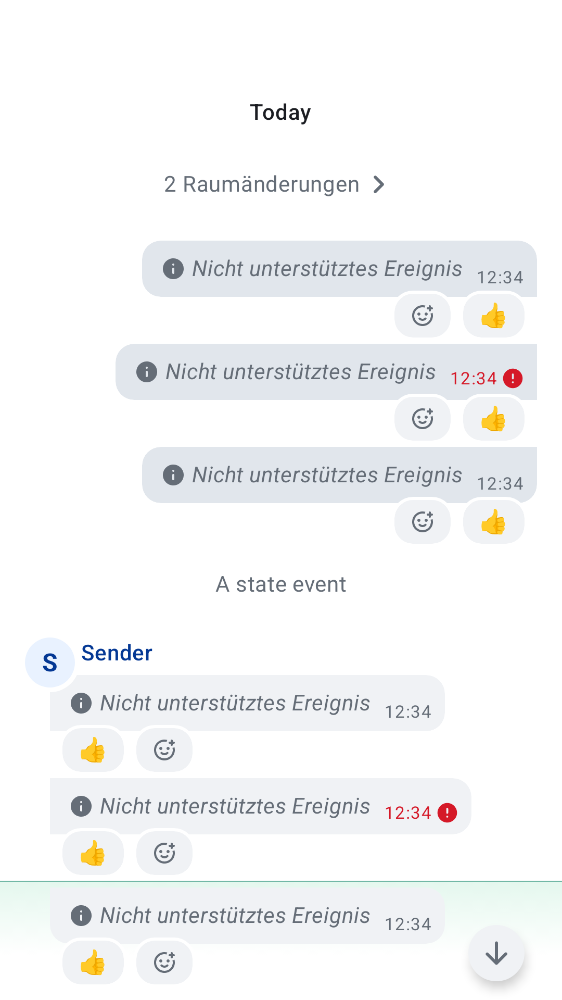 Today
2 Raumänderungen
Nicht unterstütztes Ereignis 12:34
👍
Nicht unterstütztes Ereignis 12:34
👍
Nicht unterstütztes Ereignis 12:34
👍
A state event
S Sender
Nicht unterstütztes Ereignis 12:34
👍
Nicht unterstütztes Ereignis 12:34
👍
Nicht unterstütztes Ereignis 12:34
👍